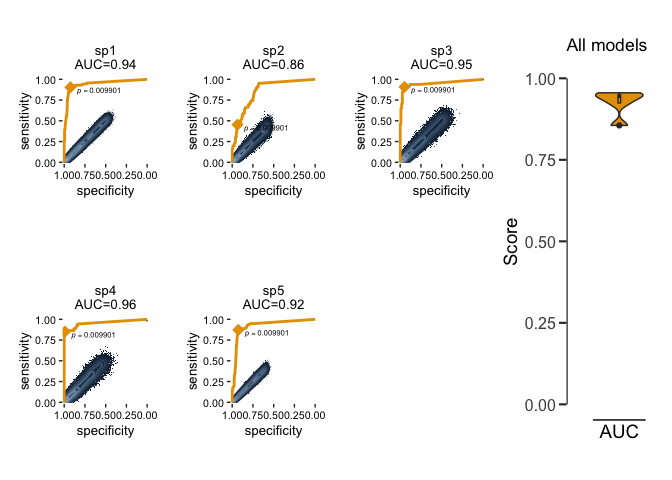 sp1
AUC=0.94
sensitivity
1.00
0.75
0.50
0.25
0.00
p = 0.009901
1.000.750.500.250.00
specificity
sp2
AUC=0.86
sensitivity
1.00
0.75
0.50
0.25
0.00
p = 0.009901
1.000.750.500.250.00
specificity
sp3
AUC=0.95
sensitivity
1.00
0.75
0.50
0.25
0.00
p = 0.009901
1.000.750.500.250.00
specificity
sp4
AUC=0.96
sensitivity
1.00
0.75
0.50
0.25
0.00
p = 0.009901
1.000.750.500.250.00
specificity
sp5
AUC=0.92
sensitivity
1.00
0.75
0.50
0.25
0.00
p = 0.009901
1.000.750.500.250.00
specificity
All models
Score
1.00
0.75
0.50
0.25
0.00
AUC